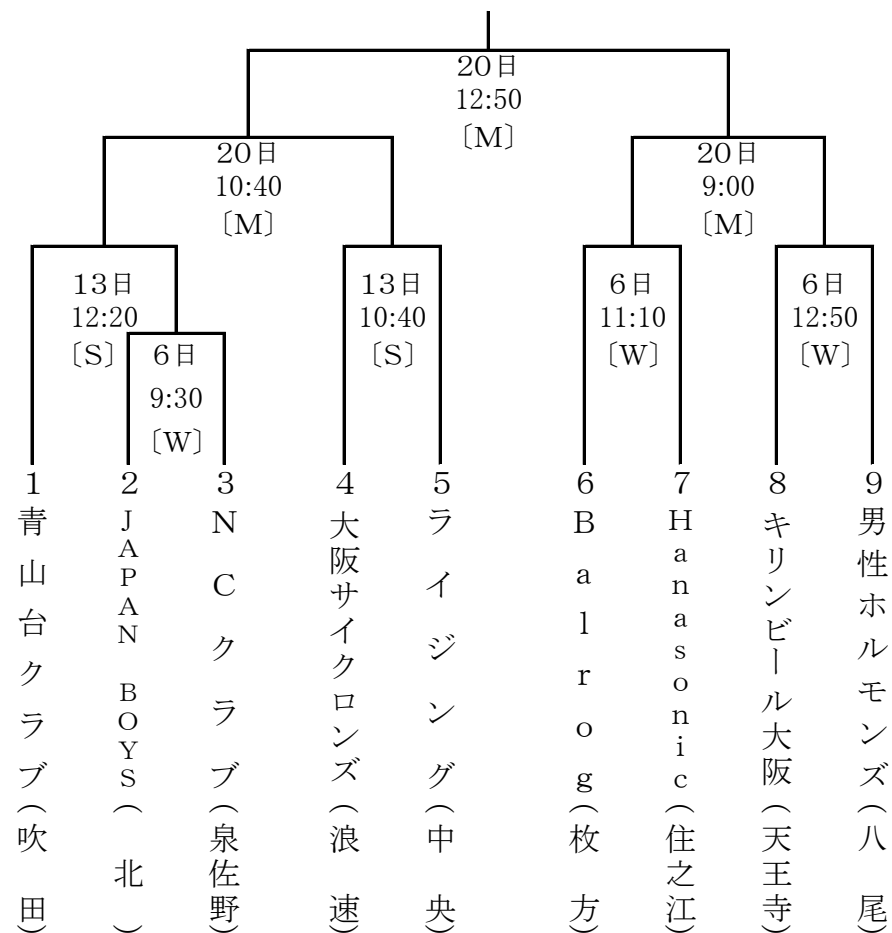 20日
12:50
〔M〕
20日
10:40
〔M〕
20日
9:00
〔M〕
13日
12:20
〔S〕
13日
10:40
〔S〕
6日
11:10
〔W〕
6日
12:50
〔W〕
6日
9:30
〔W〕
1
青山台クラブ(吹田)
2
JAPAN BOYS(北)
3
NCクラブ(泉佐野)
4
大阪サイクロンズ(浪速)
5
ライジング(中央)
6
Balrog(枚方)
7
Hanasonic(住之江)
8
キリンビール大阪(天王寺)
9
男性ホルモンズ(八尾)